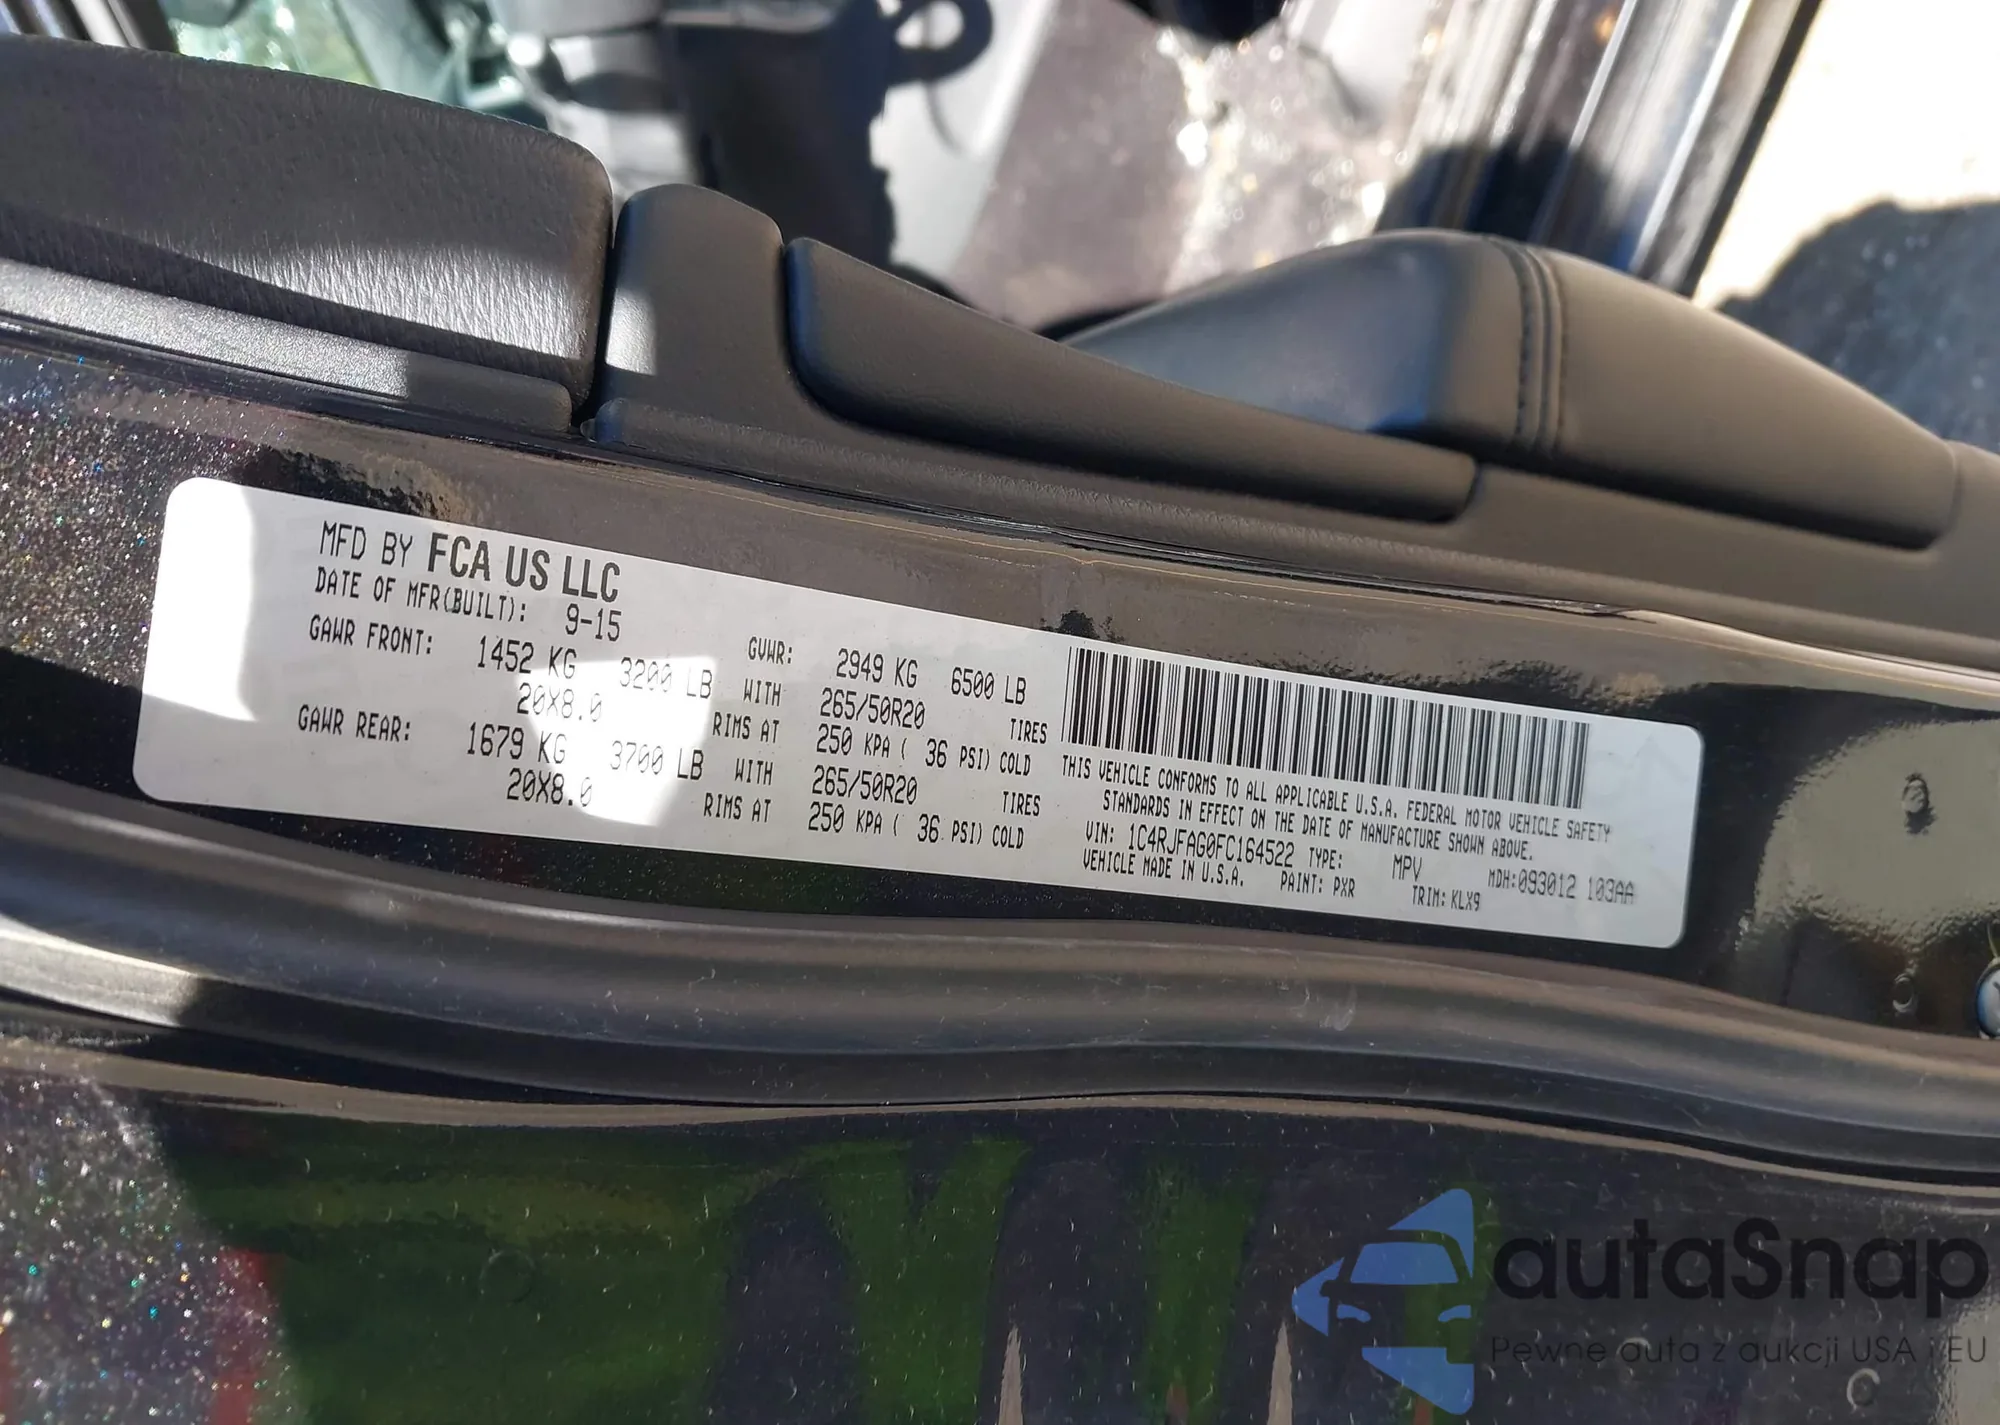 MFD BY FCA US LLC
DATE OF MFR(BUILT): 9-15
GAWR FRONT: 1452 KG 3200 LB WITH 265/50R20 TIRES
20X8.0 RIMS AT 250 KPA ( 36 PSI) COLD
GAWR REAR: 1679 KG 3700 LB WITH 265/50R20 TIRES
20X8.0 RIMS AT 250 KPA ( 36 PSI) COLD
GVWR: 2949 KG 6500 LB
THIS VEHICLE CONFORMS TO ALL APPLICABLE U.S.A. FEDERAL MOTOR VEHICLE SAFETY
STANDARDS IN EFFECT ON THE DATE OF MANUFACTURE SHOWN ABOVE.
VIN: 1C4RJFAG0FC164522 TYPE: MPV MDH:093012 103AA
VEHICLE MADE IN U.S.A. PAINT: PXR TRIM: KLX9
autaSnap
Pewne auta z aukcji USA i EU